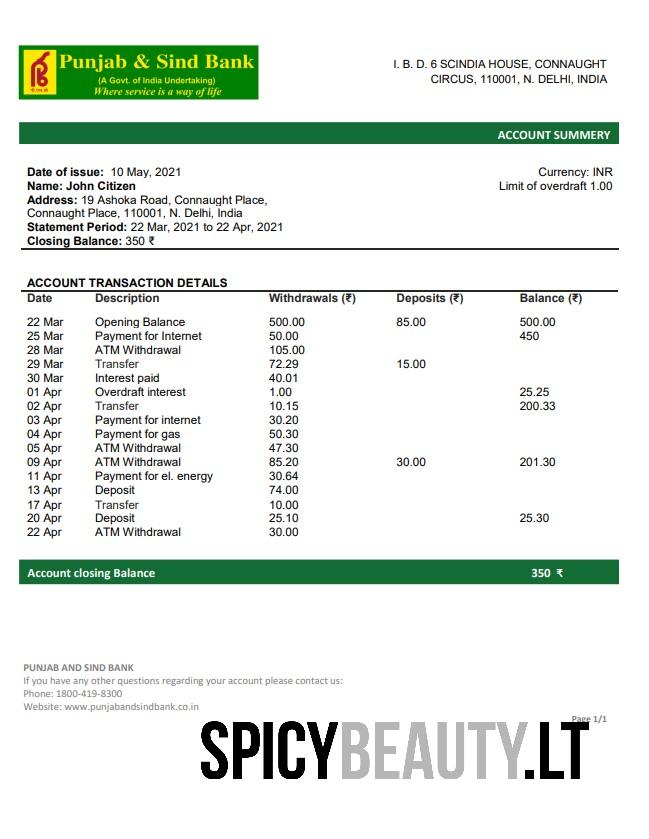 Punjab & Sind Bank
(A Govt. of India Undertaking)
Where service is a way of life
I. B. D. 6 SCINDIA HOUSE, CONNAUGHT
CIRCUS, 110001, N. DELHI, INDIA
ACCOUNT SUMMARY
Date of issue: 10 May, 2021 Currency: INR
Name: John Citizen Limit of overdraft 1.00
Address: 19 Ashoka Road, Connaught Place,
Connaught Place, 110001, N. Delhi, India
Statement Period: 22 Mar, 2021 to 22 Apr, 2021
Closing Balance: 350 ₹
ACCOUNT TRANSACTION DETAILS
Date Description Withdrawals (₹) Deposits (₹) Balance (₹)
22 Mar Opening Balance 500.00 85.00 500.00
25 Mar Payment for Internet 50.00 450
28 Mar ATM Withdrawal 105.00
29 Mar Transfer 72.29 15.00
30 Mar Interest paid 40.01
01 Apr Overdraft interest 1.00 25.25
02 Apr Transfer 10.15 200.33
03 Apr Payment for internet 30.20
04 Apr Payment for gas 50.30
05 Apr ATM Withdrawal 47.30
09 Apr ATM Withdrawal 85.20 30.00 201.30
11 Apr Payment for el. energy 30.64
13 Apr Deposit 74.00
17 Apr Transfer 10.00
20 Apr Deposit 25.10 25.30
22 Apr ATM Withdrawal 30.00
Account closing Balance 350 ₹
PUNJAB AND SIND BANK
If you have any other questions regarding your account please contact us:
Phone: 1800-419-8300
Website: www.punjabandsindbank.co.in
Page 1/1
SPICYBEAUTY.LT